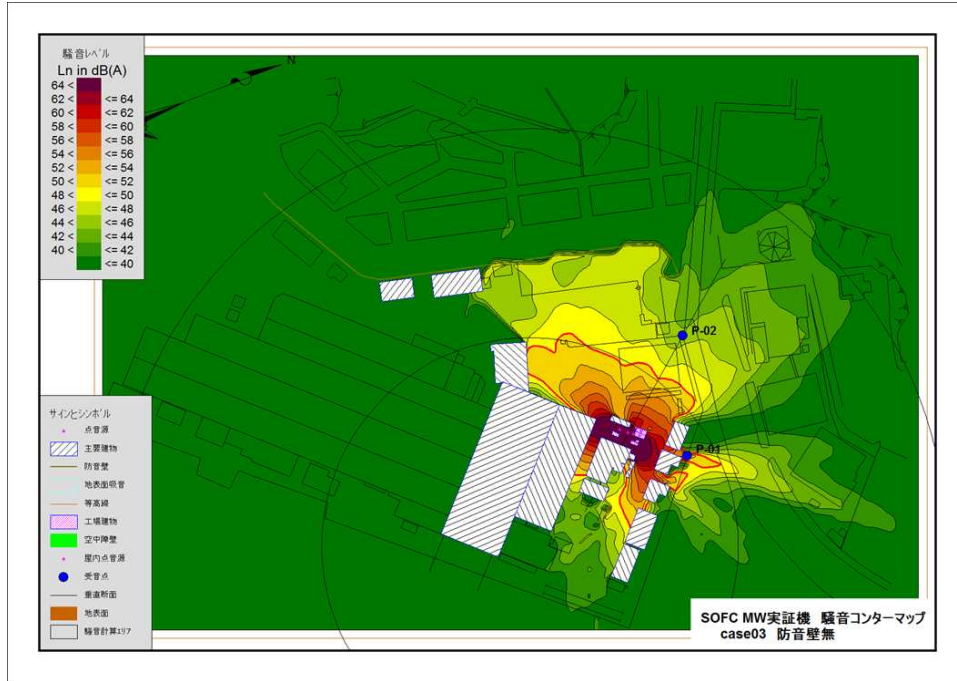 騒音レベル
Ln in dB(A)
64 <
62 < <= 64
60 < <= 62
58 < <= 60
56 < <= 58
54 < <= 56
52 < <= 54
50 < <= 52
48 < <= 50
46 < <= 48
44 < <= 46
42 < <= 44
40 < <= 42
<= 40
N
P-02
P-01
サインとシンボル
点音源
主要建物
防音壁
地表面吸音
等高線
工場建物
空中障壁
屋内点音源
受音点
垂直断面
地表面
騒音計算エリア
SOFC MW実証機 騒音コンターマップ
case03 防音壁無